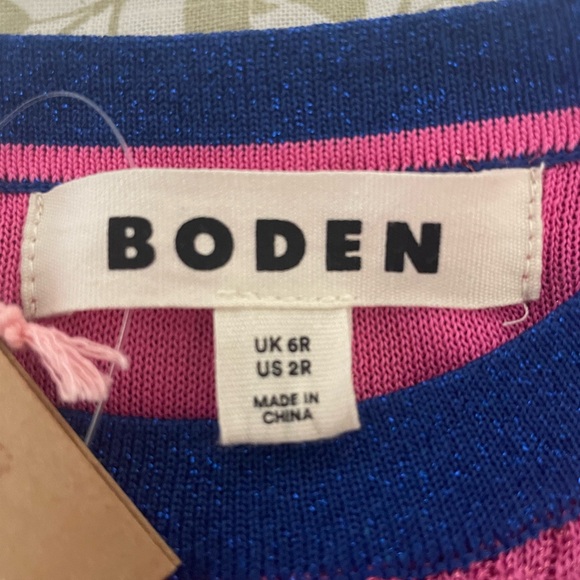 BODEN
UK 6R
US 2R
MADE IN
CHINA